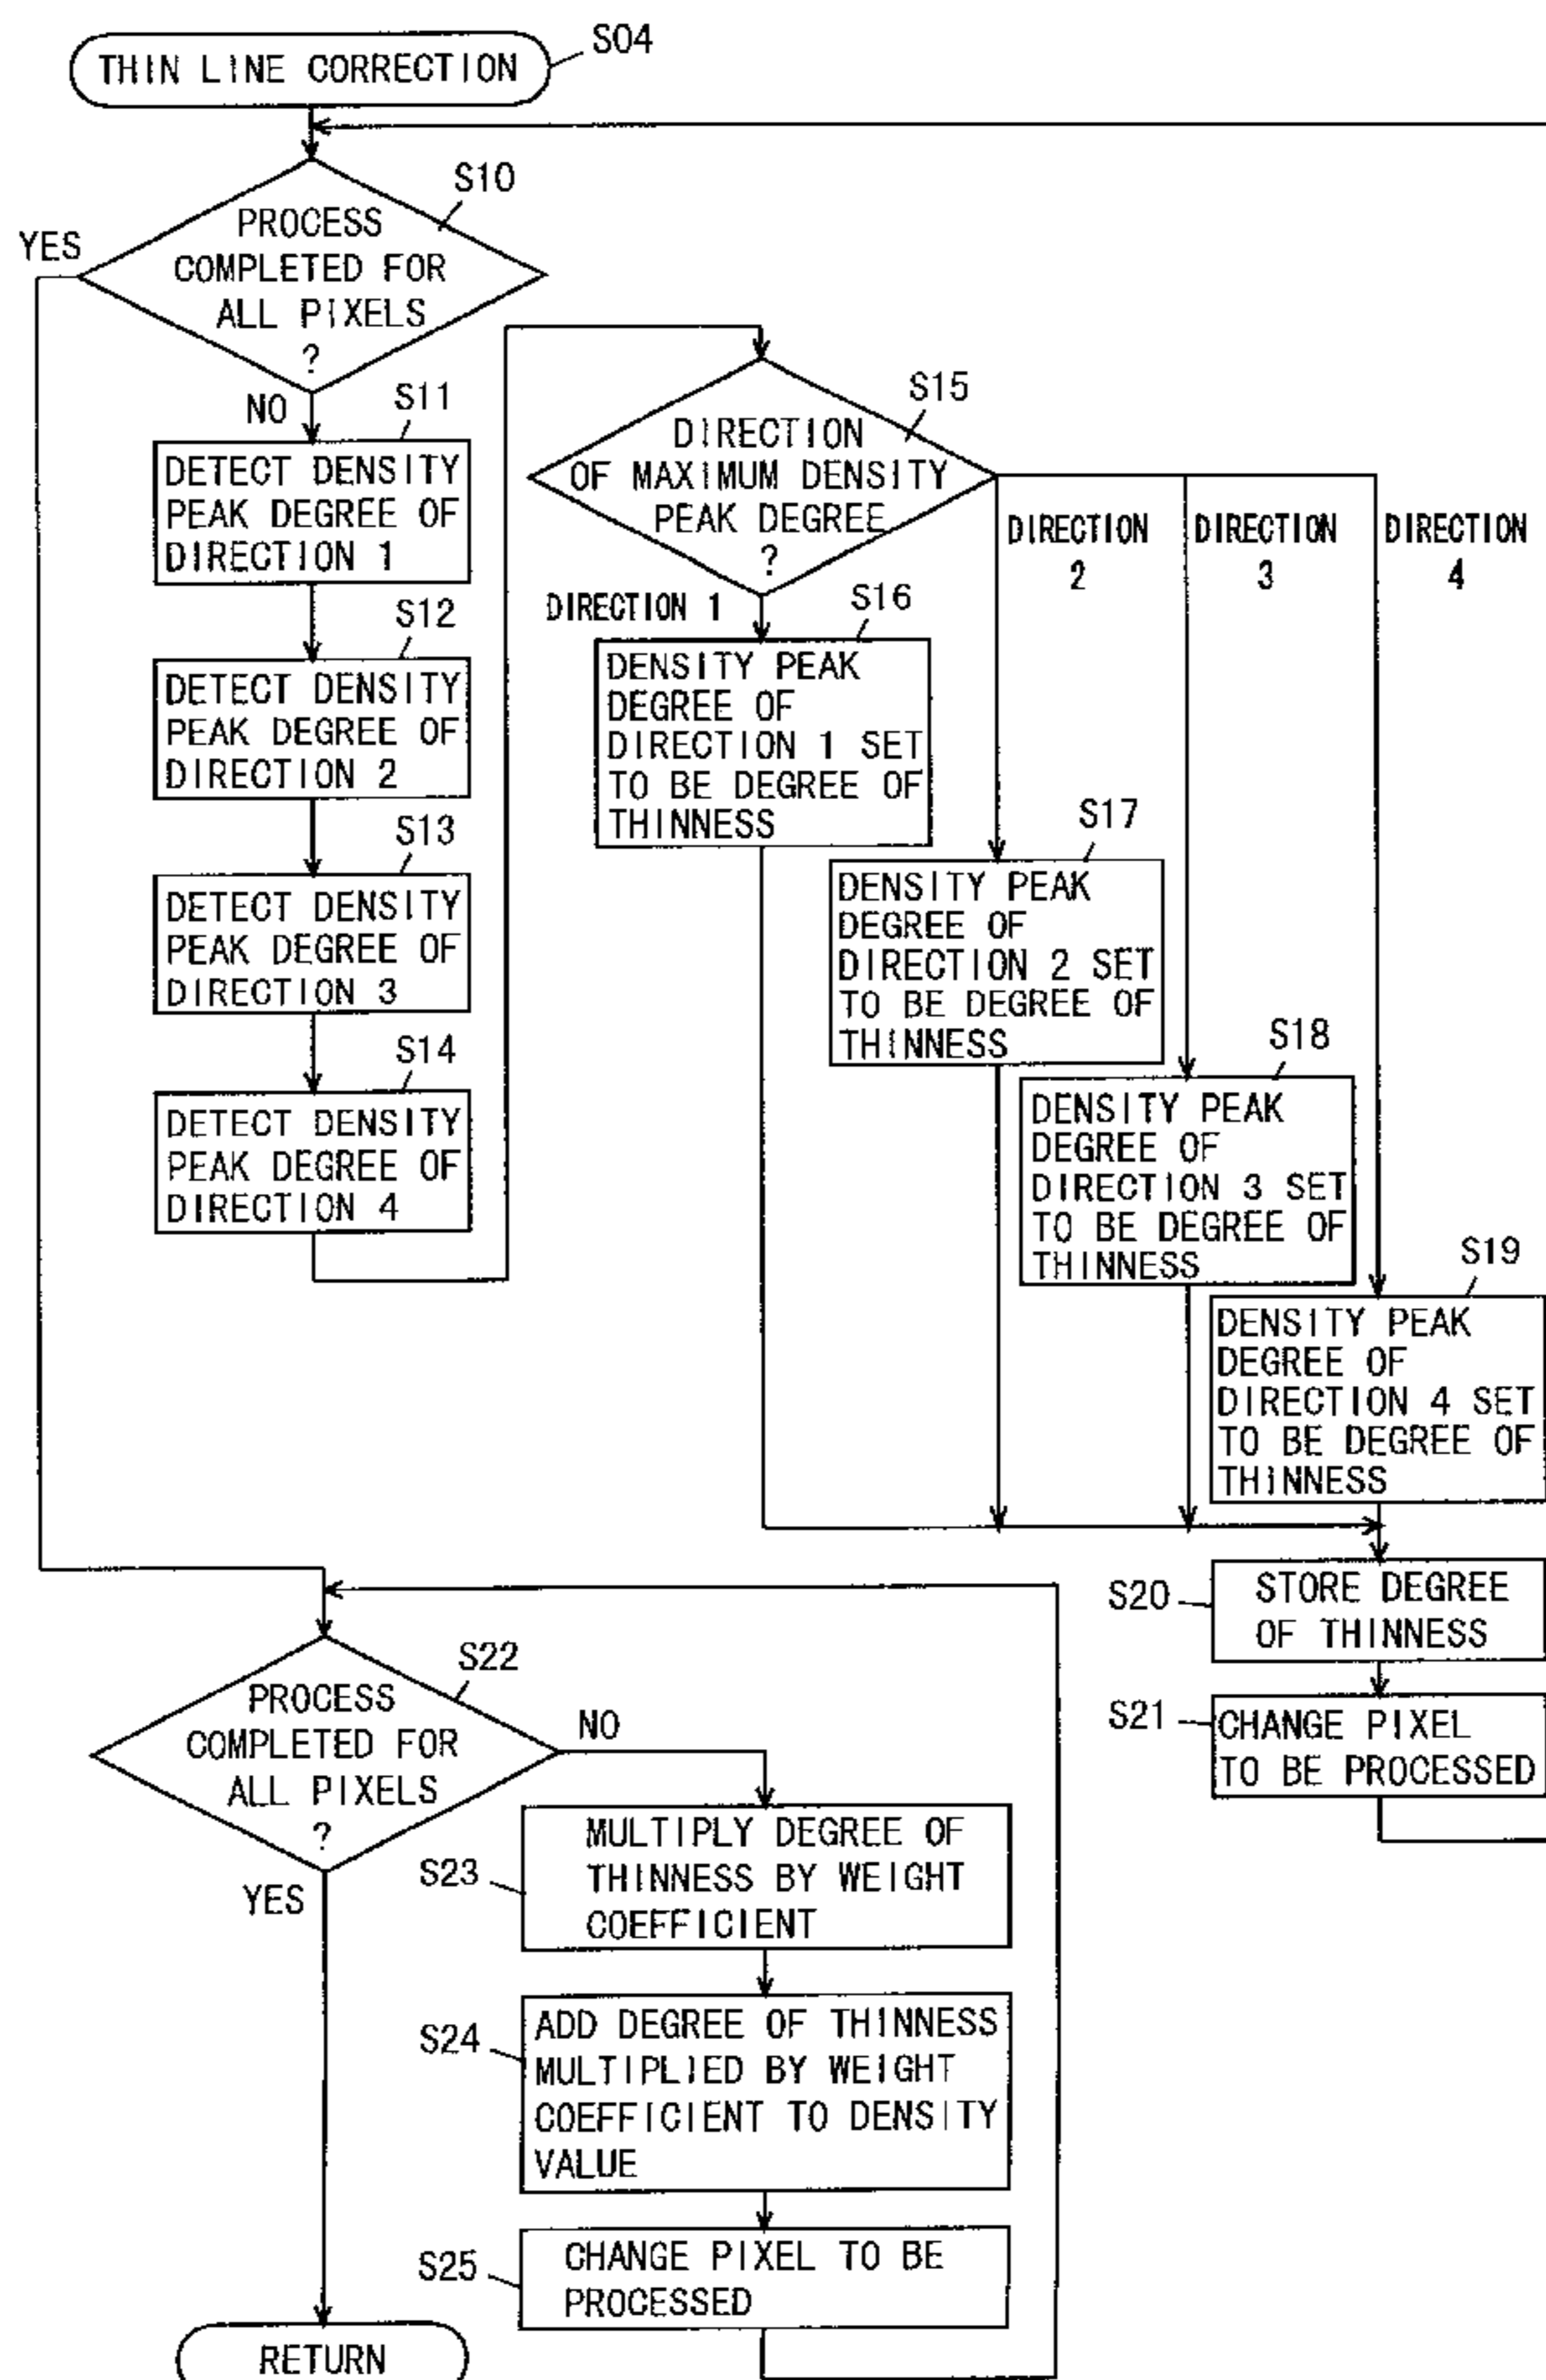 THIN LINE CORRECTION
S04
S10
YES
PROCESS
COMPLETED FOR
ALL PIXELS
?
NO
S11
DETECT DENSITY
PEAK DEGREE OF
DIRECTION 1
S12
DETECT DENSITY
PEAK DEGREE OF
DIRECTION 2
S13
DETECT DENSITY
PEAK DEGREE OF
DIRECTION 3
S14
DETECT DENSITY
PEAK DEGREE OF
DIRECTION 4
S15
DIRECTION
OF MAXIMUM DENSITY
PEAK DEGREE
?
DIRECTION 1
DIRECTION
2
DIRECTION
3
DIRECTION
4
S16
DENSITY PEAK
DEGREE OF
DIRECTION 1 SET
TO BE DEGREE OF
THINNESS
S17
DENSITY PEAK
DEGREE OF
DIRECTION 2 SET
TO BE DEGREE OF
THINNESS
S18
DENSITY PEAK
DEGREE OF
DIRECTION 3 SET
TO BE DEGREE OF
THINNESS
S19
DENSITY PEAK
DEGREE OF
DIRECTION 4 SET
TO BE DEGREE OF
THINNESS
S20
STORE DEGREE
OF THINNESS
S21
CHANGE PIXEL
TO BE PROCESSED
S22
PROCESS
COMPLETED FOR
ALL PIXELS
?
NO
YES
S23
MULTIPLY DEGREE OF
THINNESS BY WEIGHT
COEFFICIENT
S24
ADD DEGREE OF THINNESS
MULTIPLIED BY WEIGHT
COEFFICIENT TO DENSITY
VALUE
S25
CHANGE PIXEL TO BE
PROCESSED
RETURN